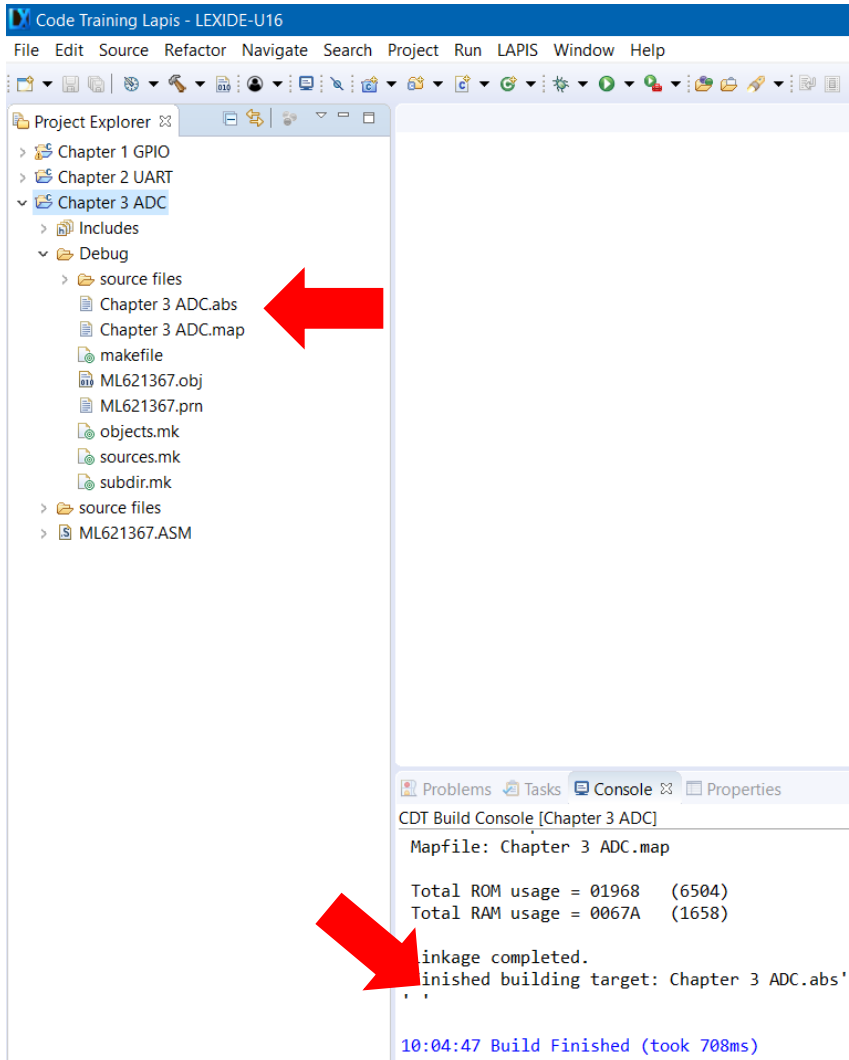 Code Training Lapis - LEXIDE-U16
File Edit Source Refactor Navigate Search Project Run LAPIS Window Help
Project Explorer
Chapter 1 GPIO
Chapter 2 UART
Chapter 3 ADC
Includes
Debug
source files
Chapter 3 ADC.abs
Chapter 3 ADC.map
makefile
ML621367.obj
ML621367.prn
objects.mk
sources.mk
subdir.mk
source files
ML621367.ASM
Problems Tasks Console Properties
CDT Build Console [Chapter 3 ADC]
Mapfile: Chapter 3 ADC.map
Total ROM usage = 01968 (6504)
Total RAM usage = 0067A (1658)
inkage completed.
inished building target: Chapter 3 ADC.abs'
' '
10:04:47 Build Finished (took 708ms)